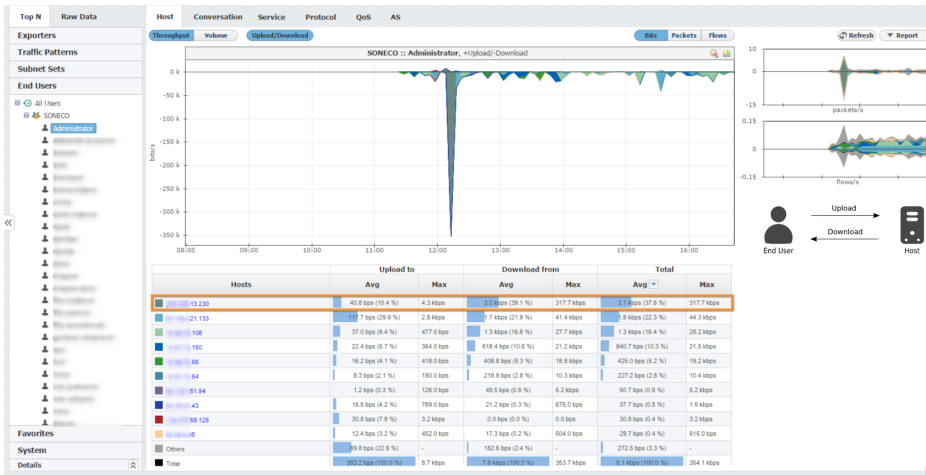 Top N Raw Data
Host Conversation Service Protocol QoS AS
Exporters
Traffic Patterns
Subnet Sets
End Users
All Users
SONECO
Administrator
Favorites
System
Details
Throughput Volume Upload/Download
Bits Packets Flows
Refresh Report
SONECO :: Administrator, +Upload/-Download
bits/s
0 k
-50 k
-100 k
-150 k
-200 k
-250 k
-300 k
-350 k
08:00 09:00 10:00 11:00 12:00 13:00 14:00 15:00 16:00
10
0
-15
packets/s
0.15
0
-0.15
flows/s
Upload
Download
End User Host
Upload to Download from Total
Hosts Avg Max Avg Max Avg Max
13.230 40.8 bps (10.4 %) 4.3 kbps 3.0 kbps (39.1 %) 317.7 kbps 3.1 kbps (37.8 %) 317.7 kbps
21.133 117.7 bps (29.9 %) 2.8 kbps 1.7 kbps (21.9 %) 41.4 kbps 1.8 kbps (22.3 %) 44.3 kbps
.108 37.0 bps (9.4 %) 477.0 bps 1.3 kbps (16.8 %) 27.7 kbps 1.3 kbps (16.4 %) 28.2 kbps
.150 22.4 bps (5.7 %) 364.0 bps 818.4 bps (10.6 %) 21.2 kbps 840.7 bps (10.3 %) 21.5 kbps
.68 16.2 bps (4.1 %) 418.0 bps 408.8 bps (5.3 %) 18.8 kbps 425.0 bps (5.2 %) 19.2 kbps
.64 8.3 bps (2.1 %) 190.0 bps 218.9 bps (2.8 %) 10.3 kbps 227.2 bps (2.8 %) 10.4 kbps
51.94 1.2 bps (0.3 %) 126.0 bps 49.5 bps (0.6 %) 5.2 kbps 50.7 bps (0.6 %) 5.2 kbps
.43 16.5 bps (4.2 %) 789.0 bps 21.2 bps (0.3 %) 675.0 bps 37.7 bps (0.5 %) 1.5 kbps
58.125 30.8 bps (7.8 %) 3.2 kbps 0.0 bps (0.0 %) 0.0 bps 30.8 bps (0.4 %) 3.2 kbps
12.4 bps (3.2 %) 452.0 bps 17.3 bps (0.2 %) 504.0 bps 29.7 bps (0.4 %) 615.0 bps
Others 89.8 bps (22.9 %) - 182.6 bps (2.4 %) - 272.5 bps (3.3 %) -
Total 393.2 bps (100.0 %) 6.7 kbps 7.8 kbps (100.0 %) 353.7 kbps 8.1 kbps (100.0 %) 354.1 kbps